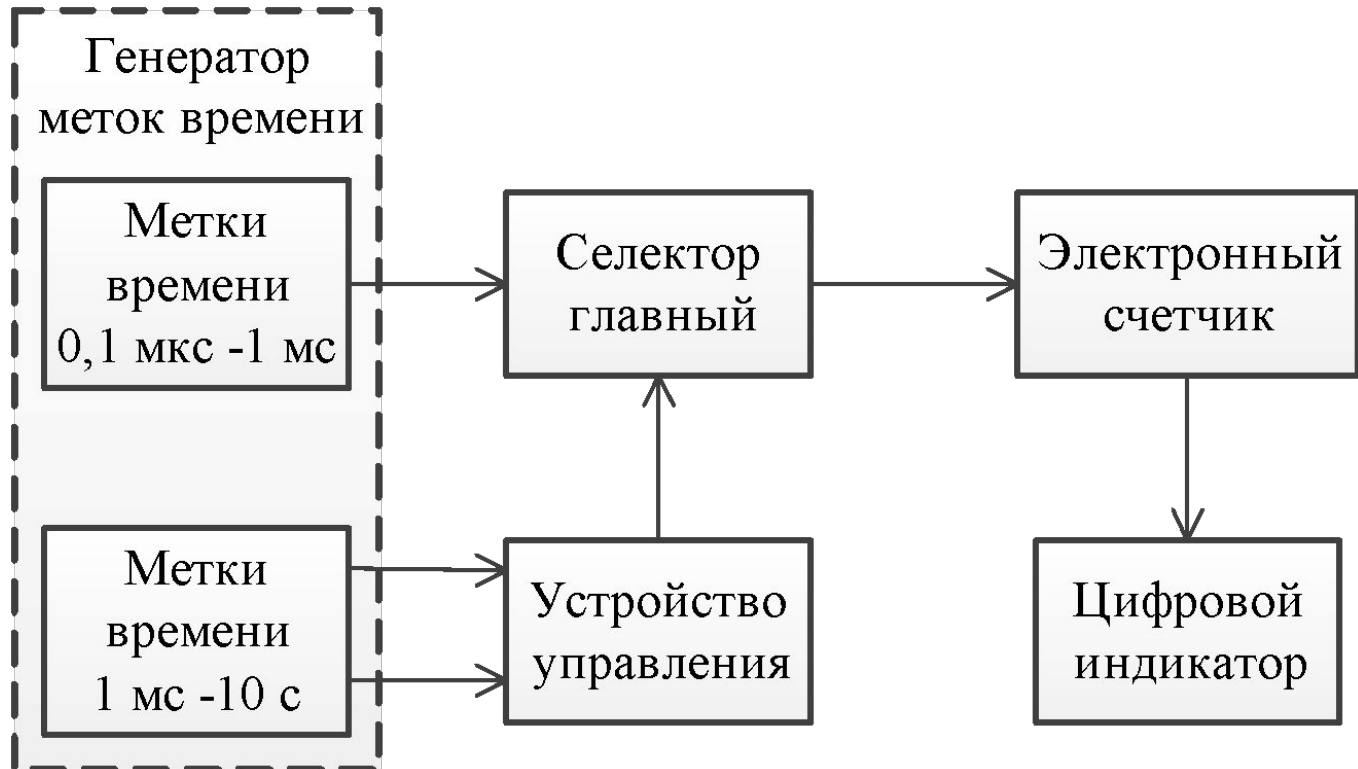 Генератор
меток времени
Метки
времени
0,1 мкс -1 мс
Селектор
главный
Электронный
счетчик
Метки
времени
1 мс -10 с
Устройство
управления
Цифровой
индикатор